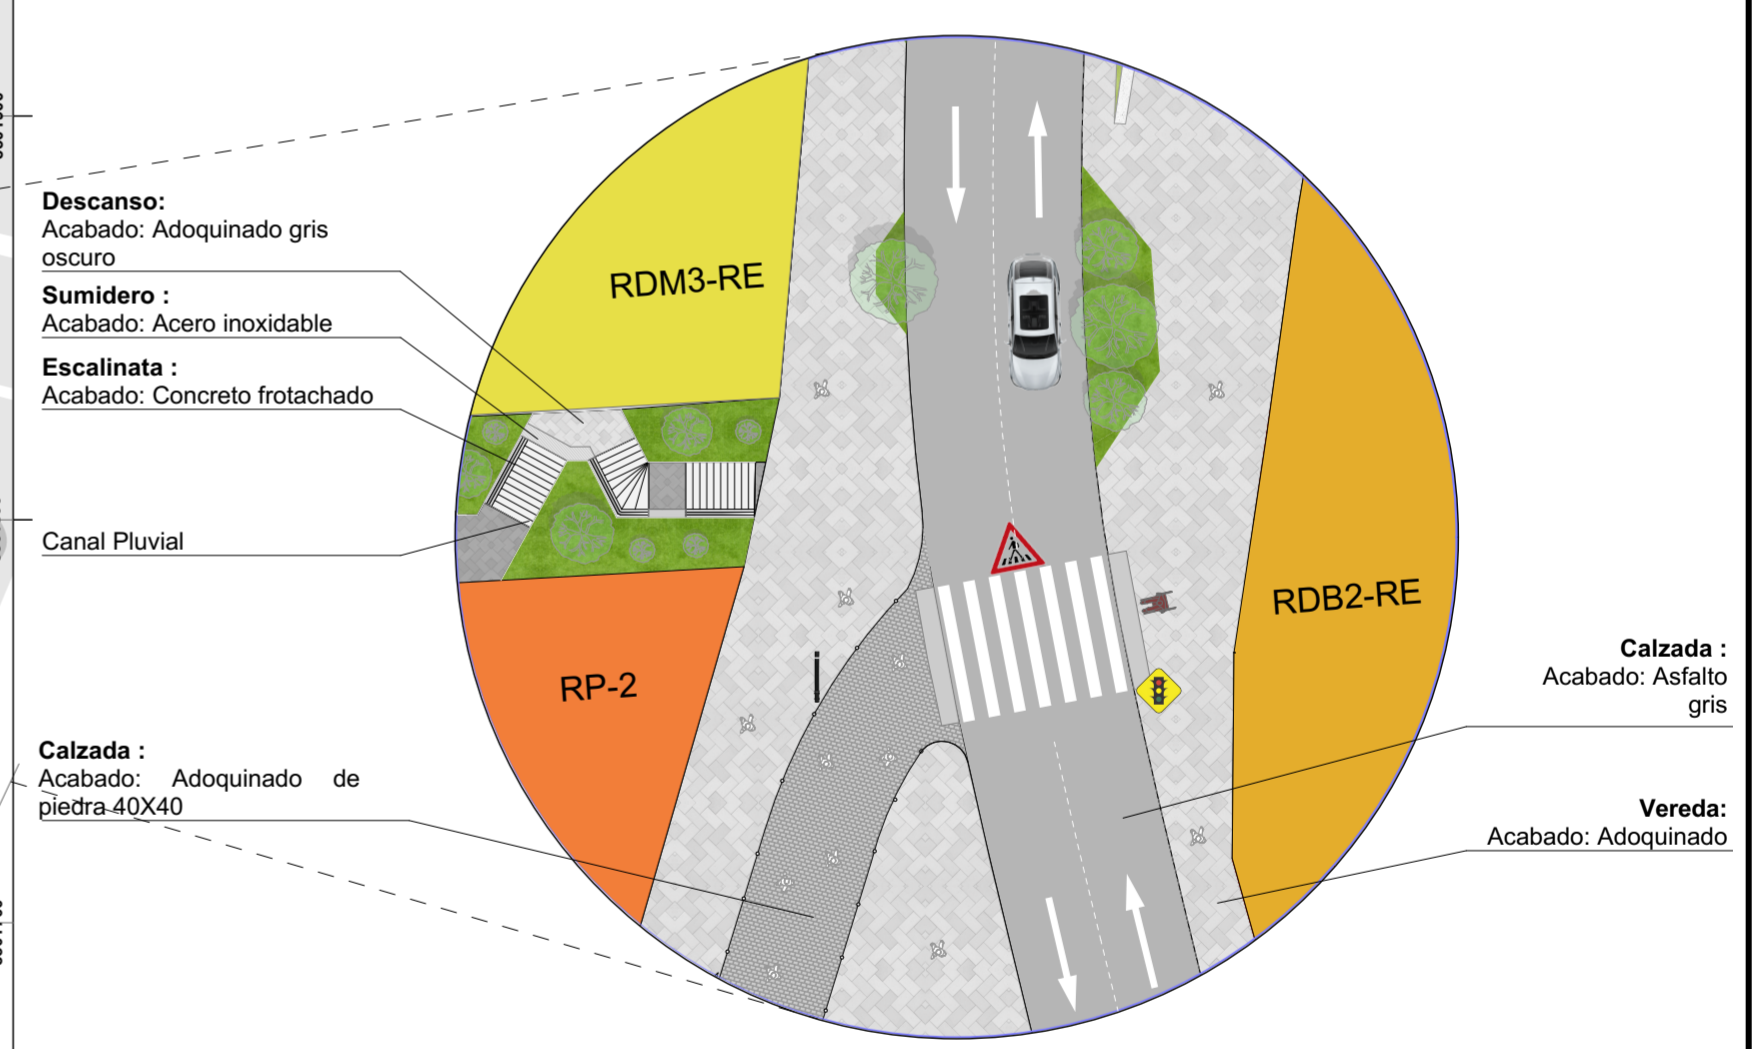 Descanso:
Acabado: Adoquinado gris
oscuro
Sumidero :
Acabado: Acero inoxidable
Escalinata :
Acabado: Concreto frotachado
Canal Pluvial
Calzada :
Acabado: Adoquinado de
piedra 40X40
RDM3-RE
RP-2
RDB2-RE
Calzada :
Acabado: Asfalto
gris
Vereda:
Acabado: Adoquinado